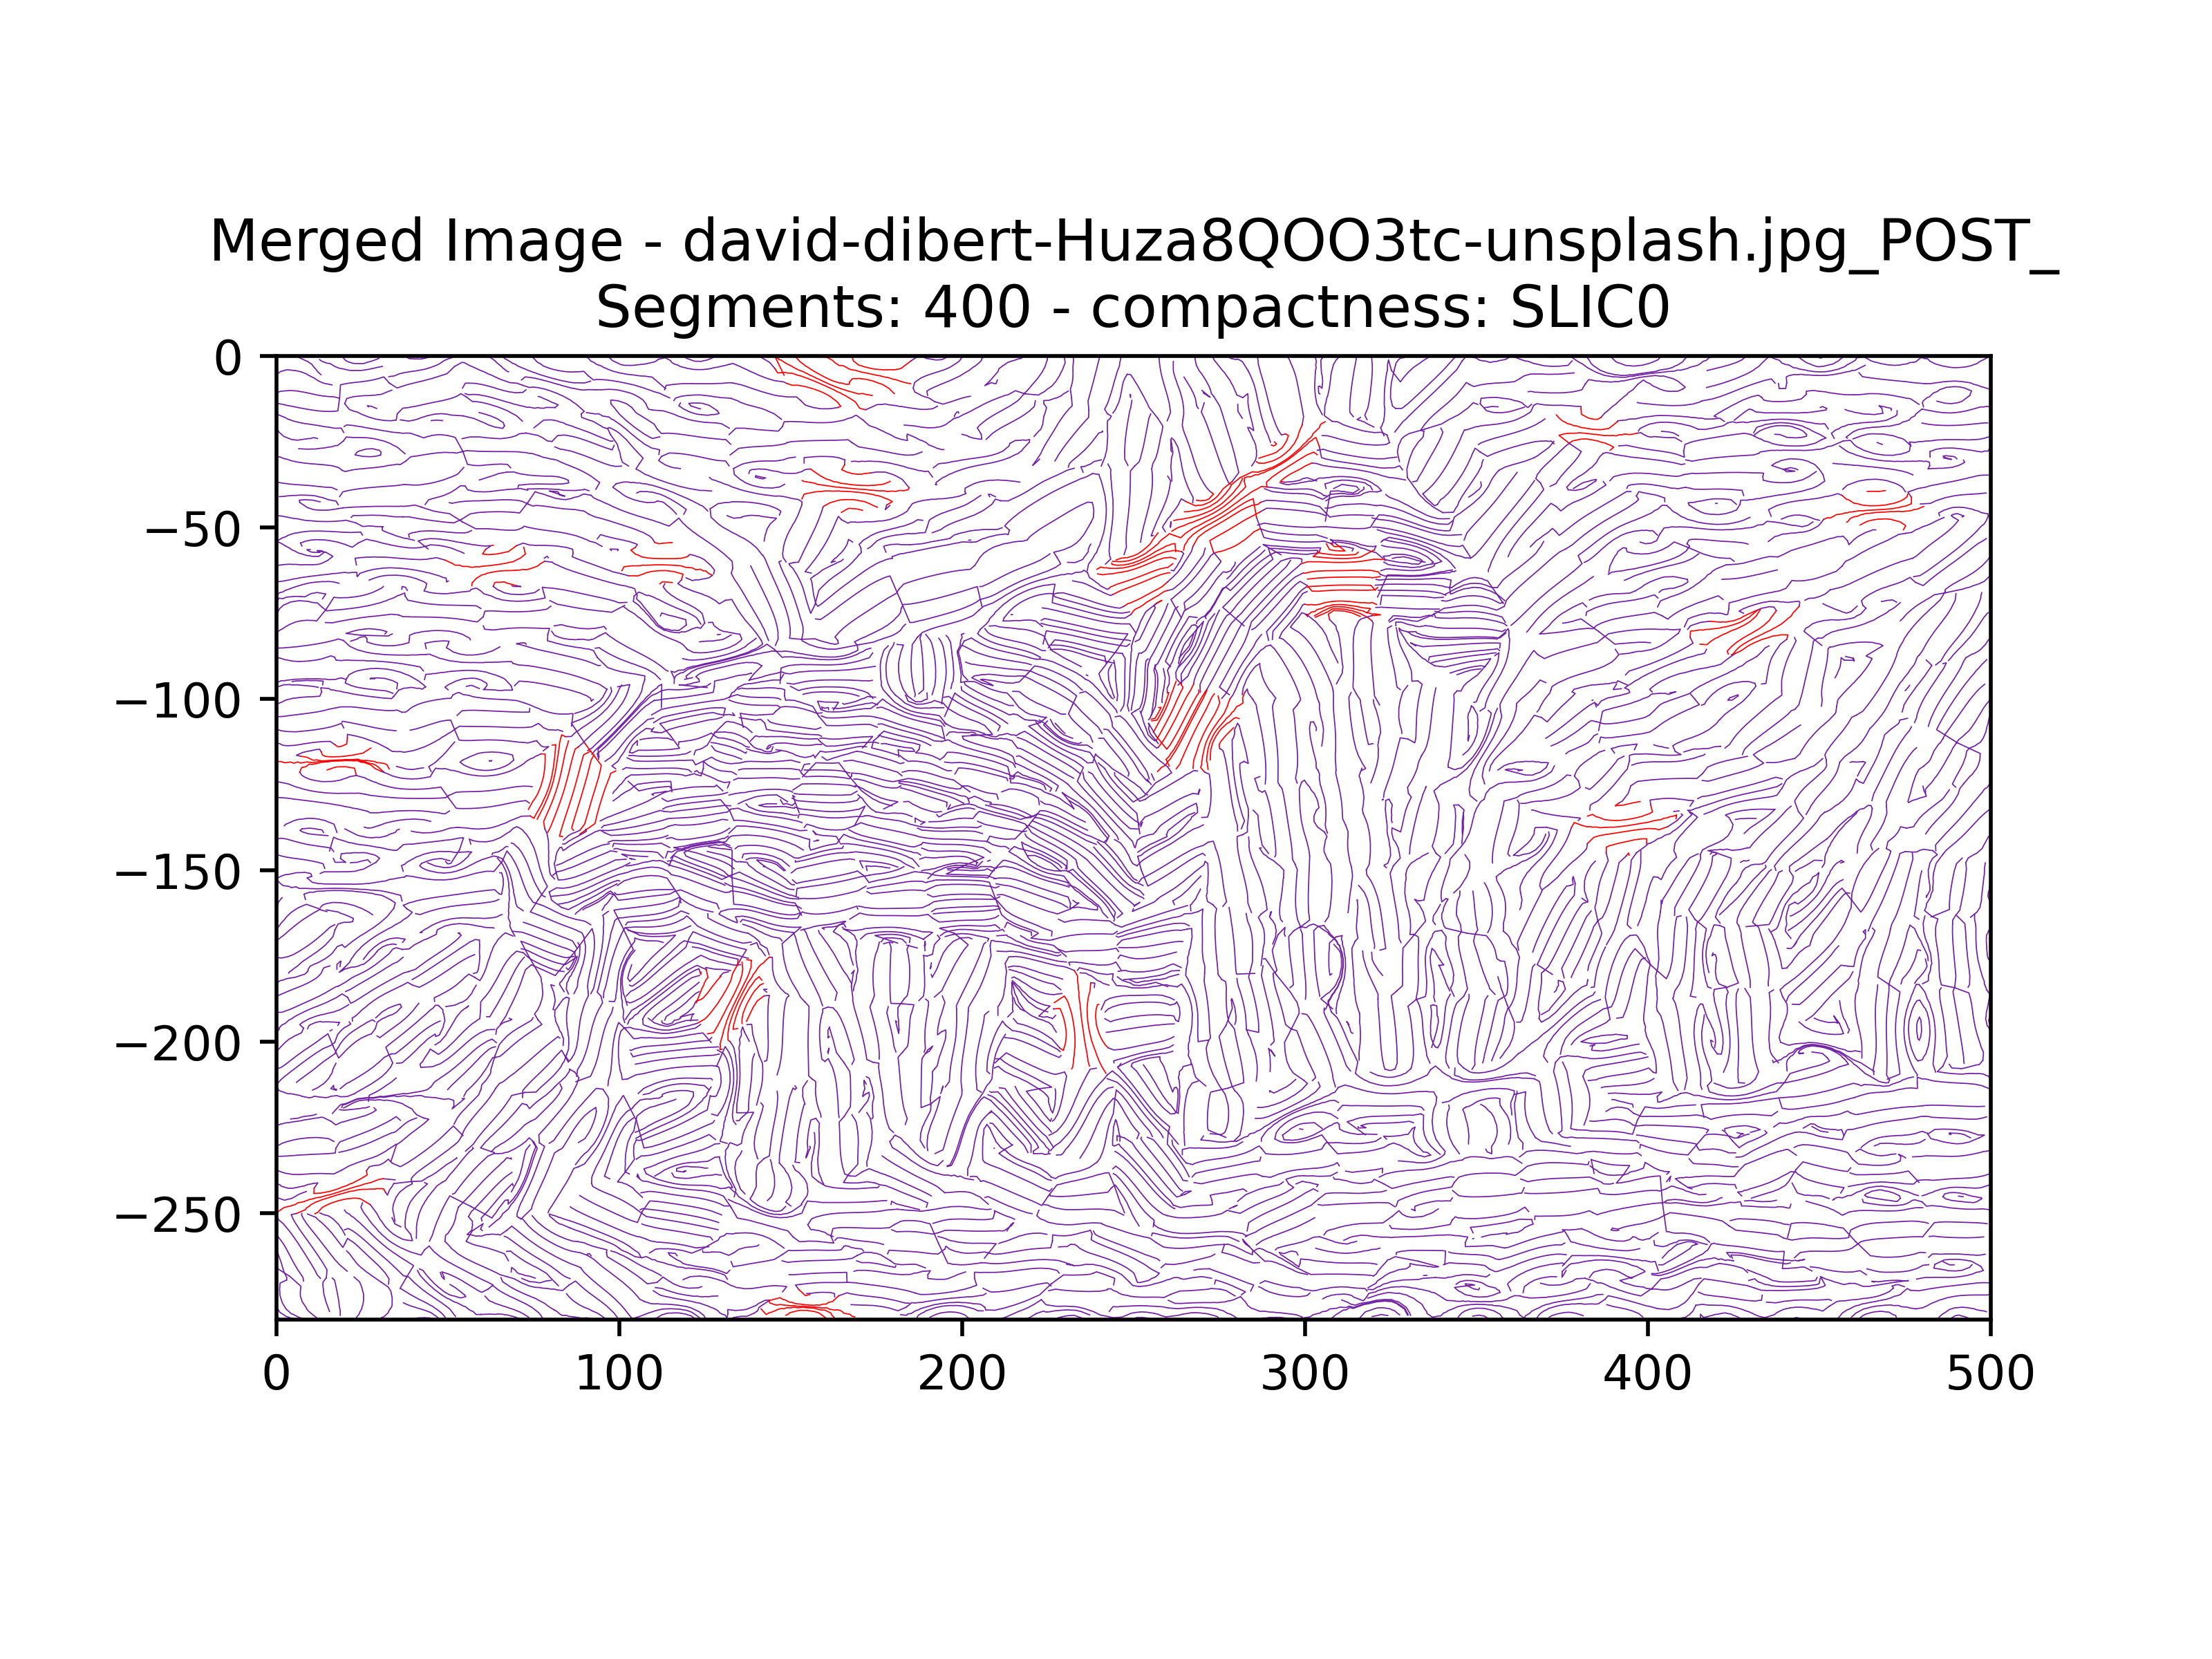 Merged Image - david-dibert-Huza8QOO3tc-unsplash.jpg_POST_
Segments: 400 - compactness: SLIC0
0
−50
−100
−150
−200
−250
0 100 200 300 400 500